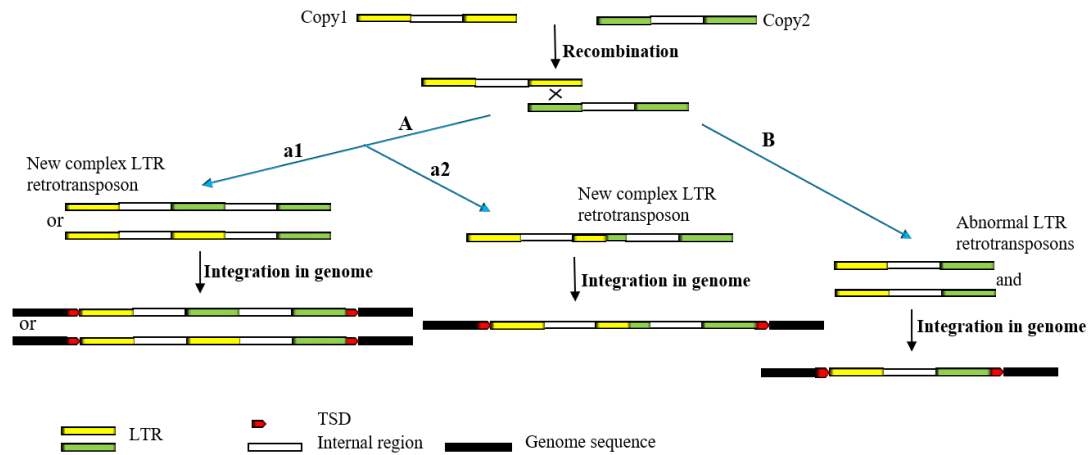 Copy1
Copy2
Recombination
A
B
a1
a2
New complex LTR
retrotransposon
or
New complex LTR
retrotransposon
Abnormal LTR
retrotransposons
and
Integration in genome
Integration in genome
Integration in genome
or
TSD
LTR
Internal region
Genome sequence